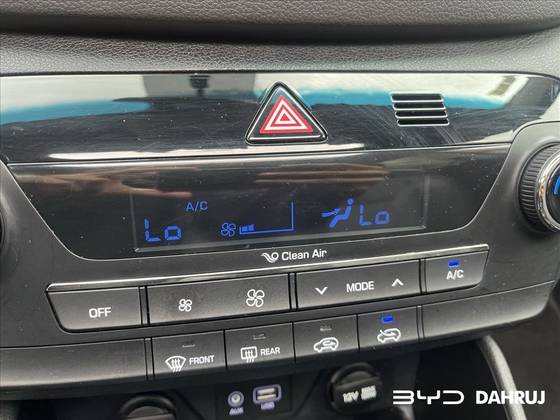 A/C
Lo
Lo
Clean Air
OFF
MODE
A/C
FRONT
REAR
AUX
USB
12V
BYD DAHRUJ